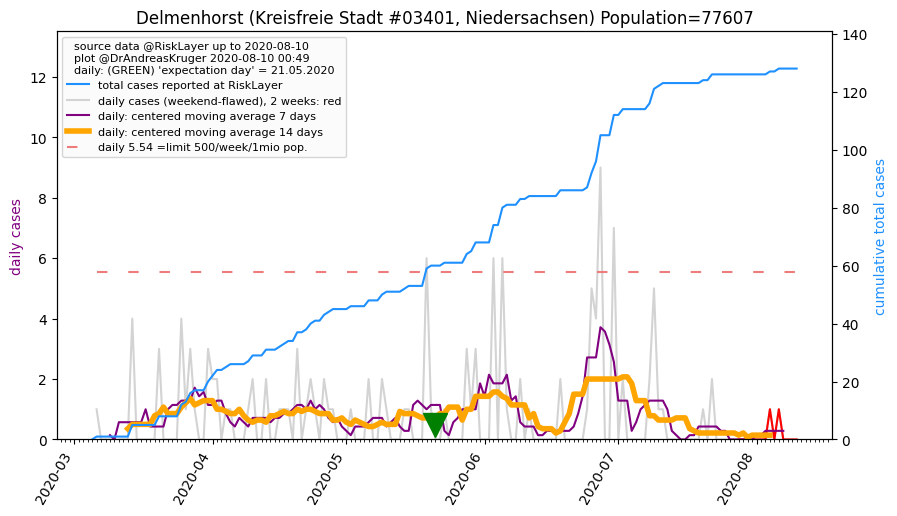 Delmenhorst (Kreisfreie Stadt #03401, Niedersachsen) Population=77607
source data @RiskLayer up to 2020-08-10
plot @DrAndreasKruger 2020-08-10 00:49
daily: (GREEN) 'expectation day' = 21.05.2020
total cases reported at RiskLayer
daily cases (weekend-flawed), 2 weeks: red
daily: centered moving average 7 days
daily: centered moving average 14 days
daily 5.54 =limit 500/week/1mio pop.
daily cases
12
10
8
6
4
2
0
140
120
100
80
60
40
20
0
cumulative total cases
2020-03
2020-04
2020-05
2020-06
2020-07
2020-08